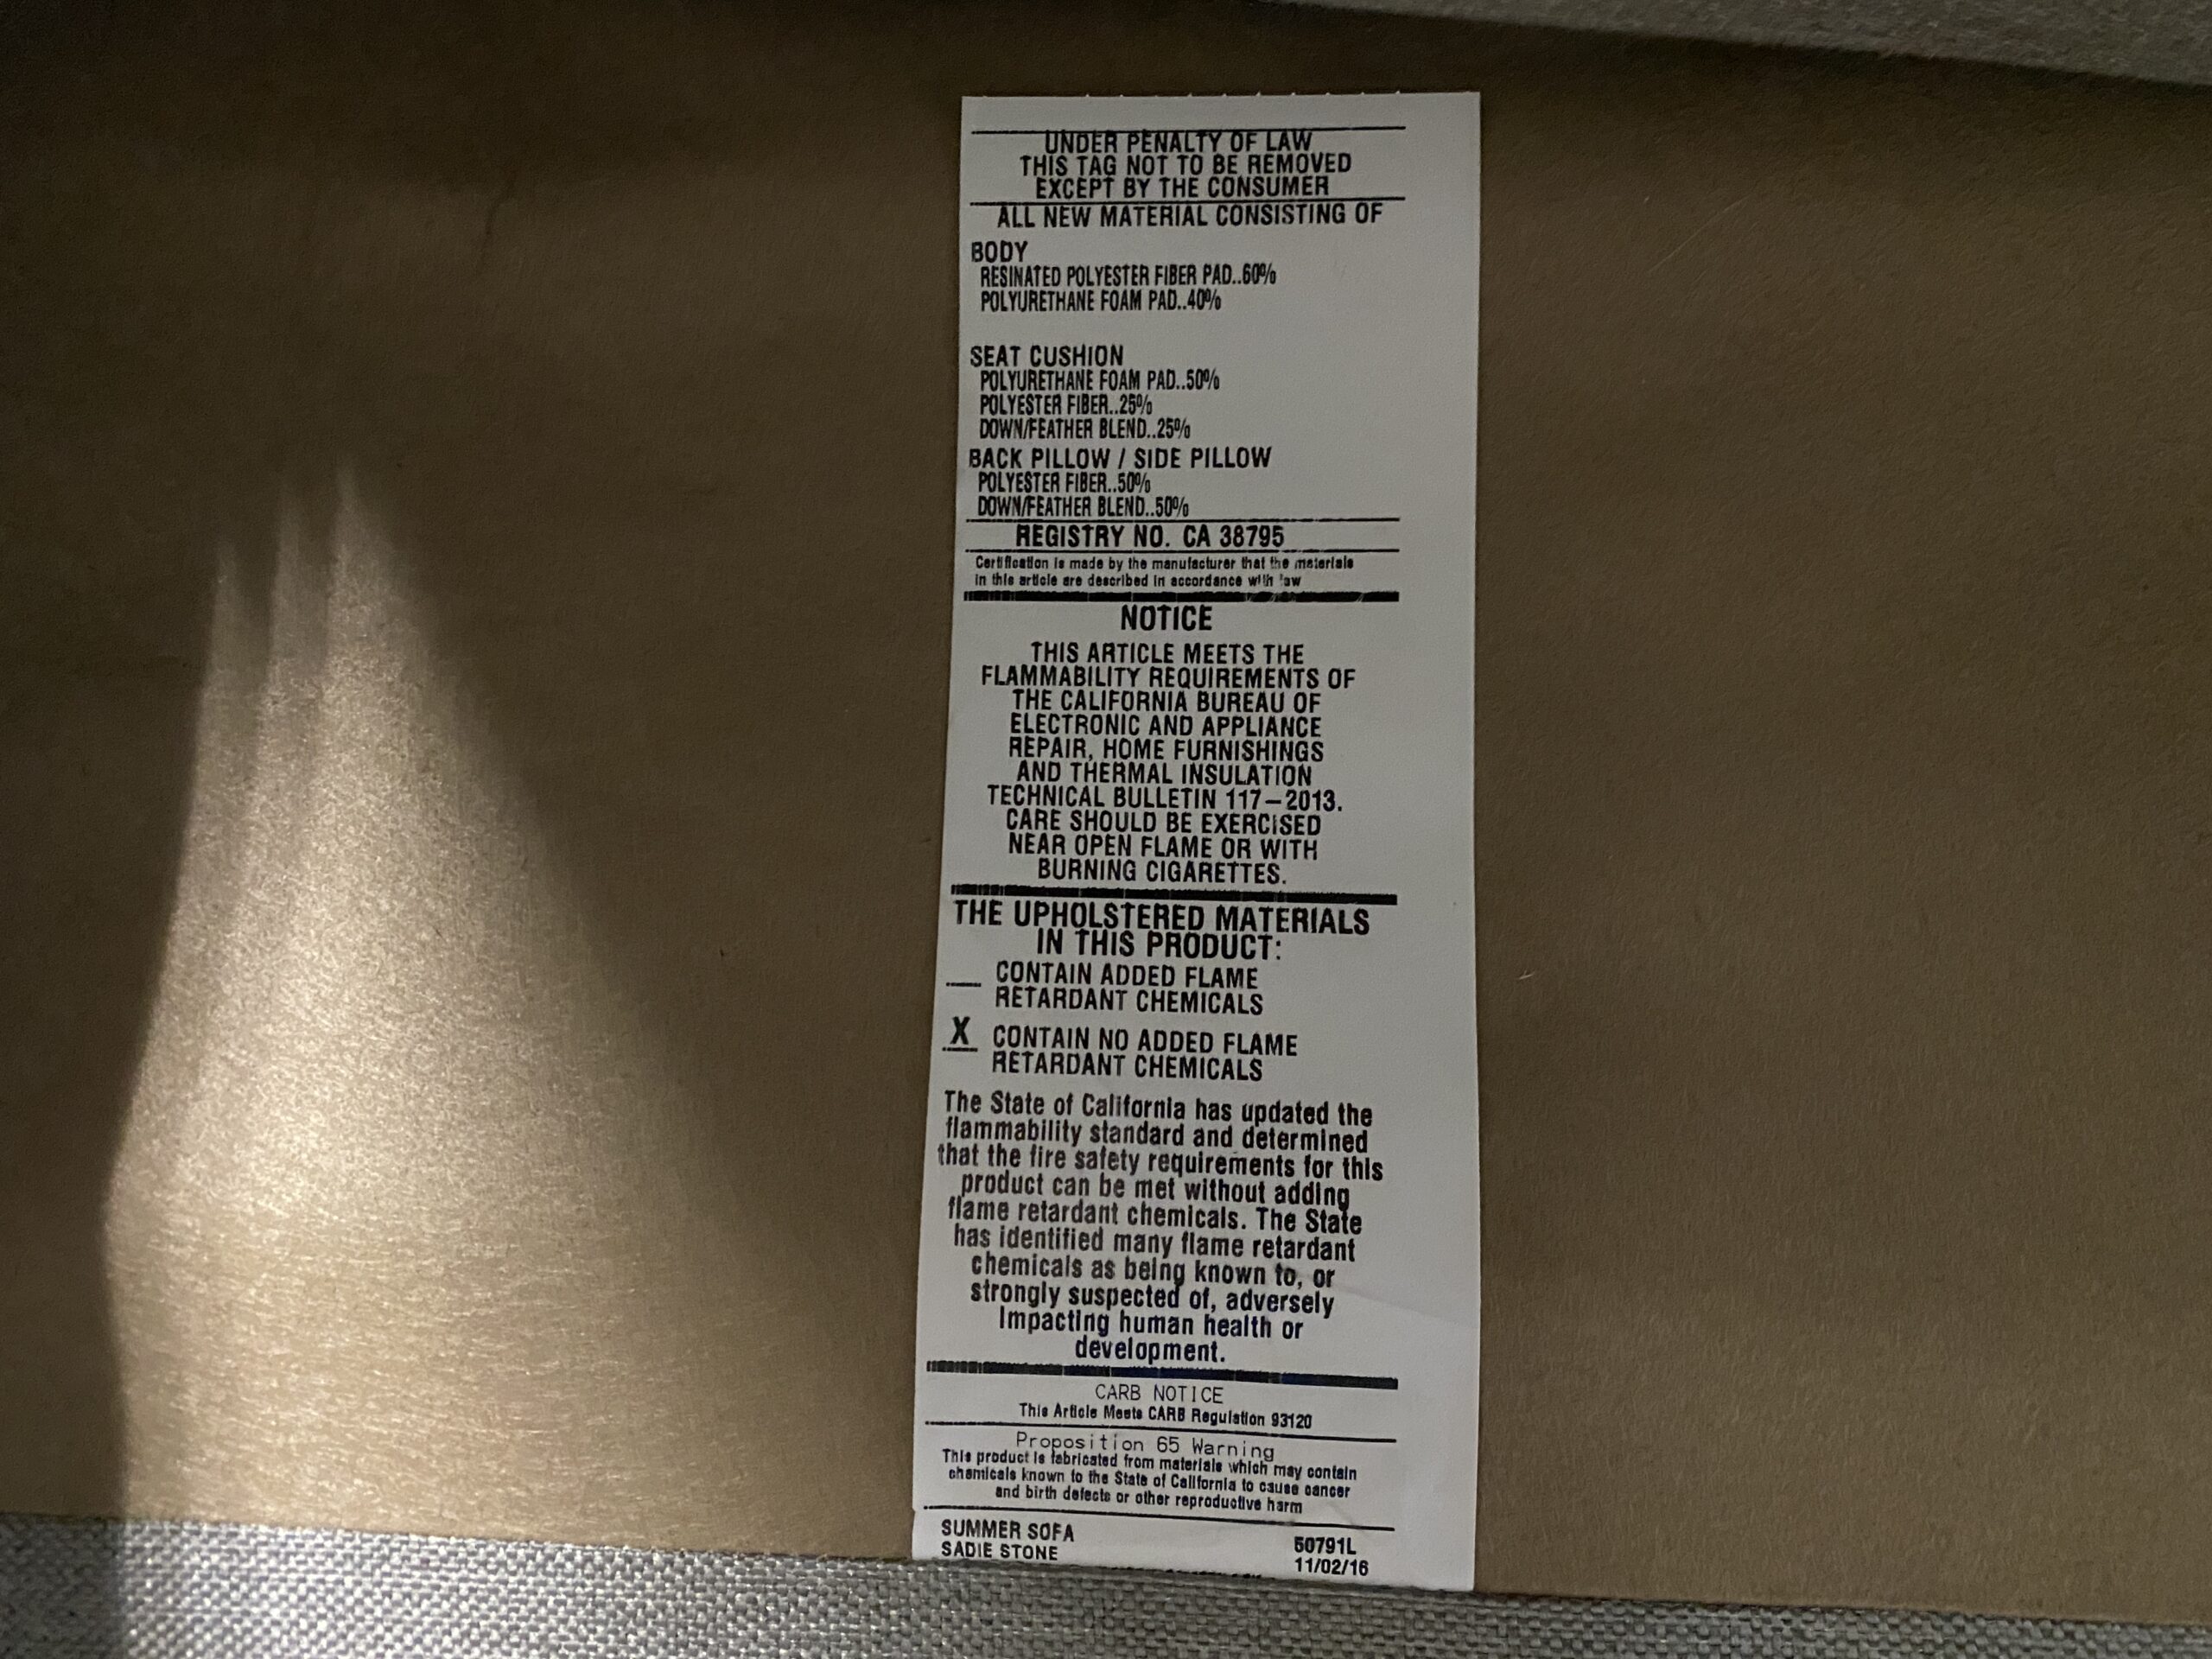 UNDER PENALTY OF LAW
THIS TAG NOT TO BE REMOVED
EXCEPT BY THE CONSUMER
ALL NEW MATERIAL CONSISTING OF
BODY
RESINATED POLYESTER FIBER PAD..60%
POLYURETHANE FOAM PAD..40%
SEAT CUSHION
POLYURETHANE FOAM PAD..50%
POLYESTER FIBER..25%
DOWN/FEATHER BLEND..25%
BACK PILLOW / SIDE PILLOW
POLYESTER FIBER..50%
DOWN/FEATHER BLEND..50%
REGISTRY NO. CA 38795
Certification is made by the manufacturer that the materials
in this article are described in accordance with law
NOTICE
THIS ARTICLE MEETS THE
FLAMMABILITY REQUIREMENTS OF
THE CALIFORNIA BUREAU OF
ELECTRONIC AND APPLIANCE
REPAIR, HOME FURNISHINGS
AND THERMAL INSULATION
TECHNICAL BULLETIN 117-2013.
CARE SHOULD BE EXERCISED
NEAR OPEN FLAME OR WITH
BURNING CIGARETTES.
THE UPHOLSTERED MATERIALS
IN THIS PRODUCT:
__ CONTAIN ADDED FLAME
RETARDANT CHEMICALS
X CONTAIN NO ADDED FLAME
RETARDANT CHEMICALS
The State of California has updated the
flammability standard and determined
that the fire safety requirements for this
product can be met without adding
flame retardant chemicals. The State
has identified many flame retardant
chemicals as being known to, or
strongly suspected of, adversely
Impacting human health or
development.
CARB NOTICE
This Article Meets CARB Regulation 93120
Proposition 65 Warning
This product is fabricated from materials which may contain
chemicals known to the State of California to cause cancer
and birth defects or other reproductive harm
SUMMER SOFA 50791L
SADIE STONE 11/02/16